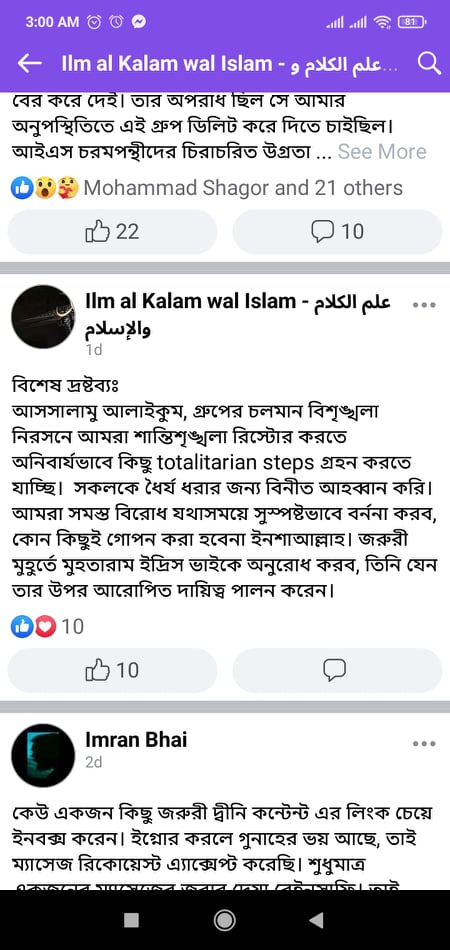 3:00 AM
81
Ilm al Kalam wal Islam - علم الكلام و...
বের করে দেই। তার অপরাধ ছিল সে আমার
অনুপস্থিতিতে এই গ্রুপ ডিলিট করে দিতে চাইছিল।
আইএস চরমপন্থীদের চিরাচরিত উগ্রতা ... See More
Mohammad Shagor and 21 others
22
10
Ilm al Kalam wal Islam - علم الكلام
والإسلام
1d
বিশেষ দ্রষ্টব্যঃ
আসসালামু আলাইকুম, গ্রুপের চলমান বিশৃঙ্খলা
নিরসনে আমরা শান্তিশৃঙ্খলা রিস্টোর করতে
অনিবার্যভাবে কিছু totalitarian steps গ্রহন করতে
যাচ্ছি। সকলকে ধৈর্য ধরার জন্য বিনীত আহব্বান করি।
আমরা সমস্ত বিরোধ যথাসময়ে সুস্পষ্টভাবে বর্ননা করব,
কোন কিছুই গোপন করা হবেনা ইনশাআল্লাহ। জরুরী
মুহুর্তে মুহতারাম ইদ্রিস ভাইকে অনুরোধ করব, তিনি যেন
তার উপর আরোপিত দায়িত্ব পালন করেন।
10
10
Imran Bhai
2d
কেউ একজন কিছু জরুরী দ্বীনি কন্টেন্ট এর লিংক চেয়ে
ইনবক্স করেন। ইগ্নোর করলে গুনাহের ভয় আছে, তাই
ম্যাসেজ রিকোয়েস্ট এ্যাক্সেপ্ট করেছি। শুধুমাত্র